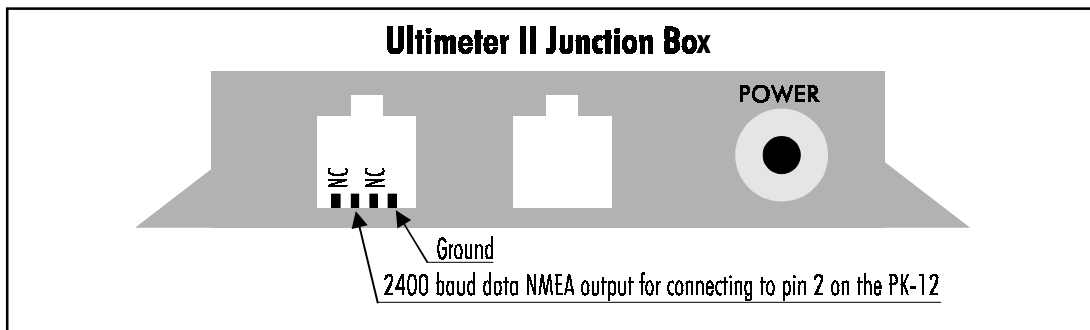 Ultimeter II Junction Box
POWER
NC NC
Ground
2400 baud data NMEA output for connecting to pin 2 on the PK-12